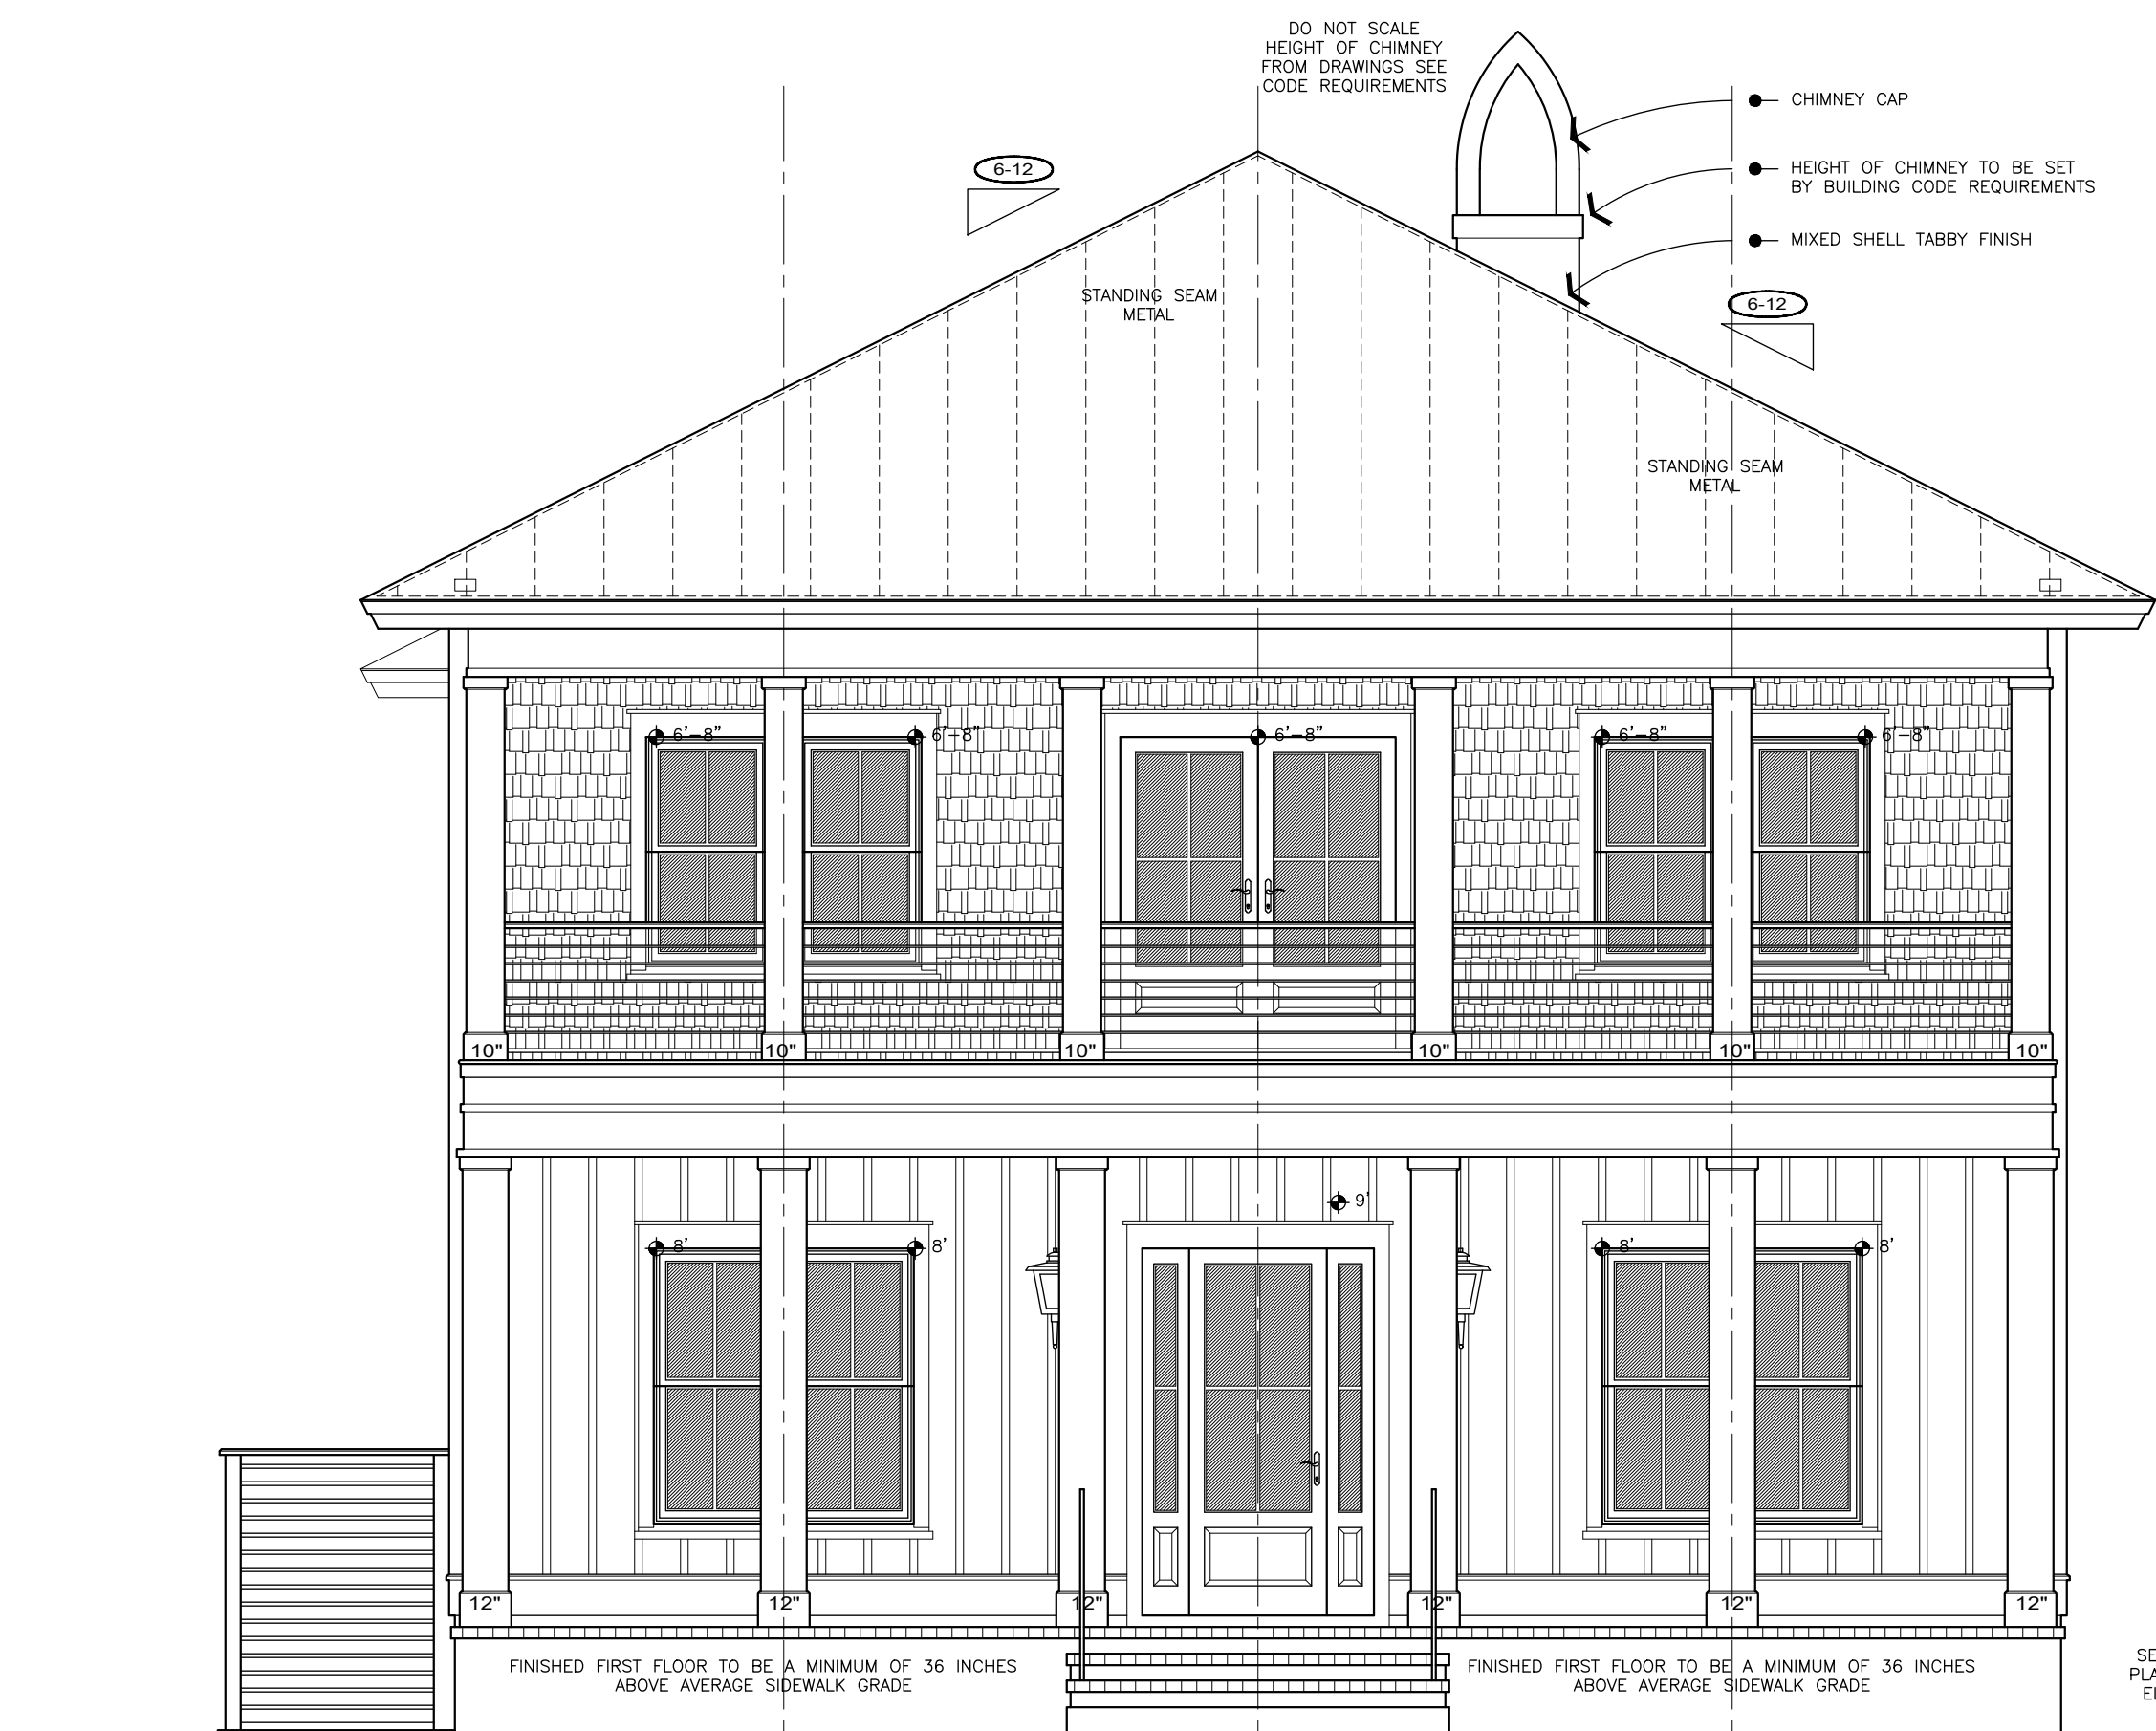 DO NOT SCALE
HEIGHT OF CHIMNEY
FROM DRAWINGS SEE
CODE REQUIREMENTS
CHIMNEY CAP
6-12
HEIGHT OF CHIMNEY TO BE SET
BY BUILDING CODE REQUIREMENTS
MIXED SHELL TABBY FINISH
STANDING SEAM
METAL
6-12
STANDING SEAM
METAL
6'-8" 6'-8" 6'-8" 6'-8" 6'-8"
10" 10" 10" 10" 10" 10"
9'
8' 8' 8' 8'
12" 12" 12" 12" 12" 12"
FINISHED FIRST FLOOR TO BE A MINIMUM OF 36 INCHES
ABOVE AVERAGE SIDEWALK GRADE
FINISHED FIRST FLOOR TO BE A MINIMUM OF 36 INCHES
ABOVE AVERAGE SIDEWALK GRADE